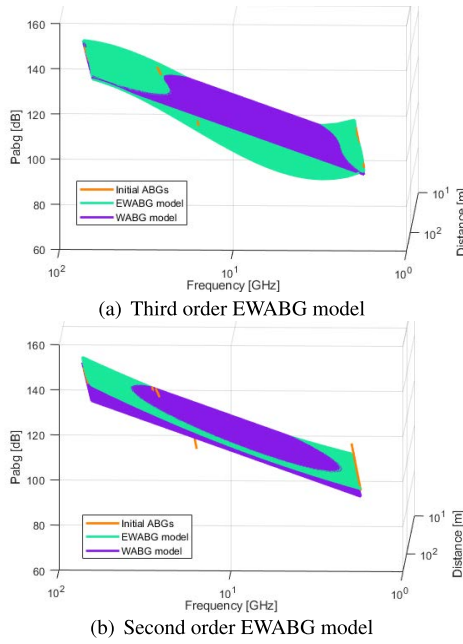 160
140
120
100
80
60
Pabg [dB]
Initial ABGs
EWABG model
WABG model
10^2
10^1
10^0
Frequency [GHz]
10^1
10^2
Distance [m]
(a) Third order EWABG model
160
140
120
100
80
60
Pabg [dB]
Initial ABGs
EWABG model
WABG model
10^2
10^1
10^0
Frequency [GHz]
10^1
10^2
Distance [m]
(b) Second order EWABG model